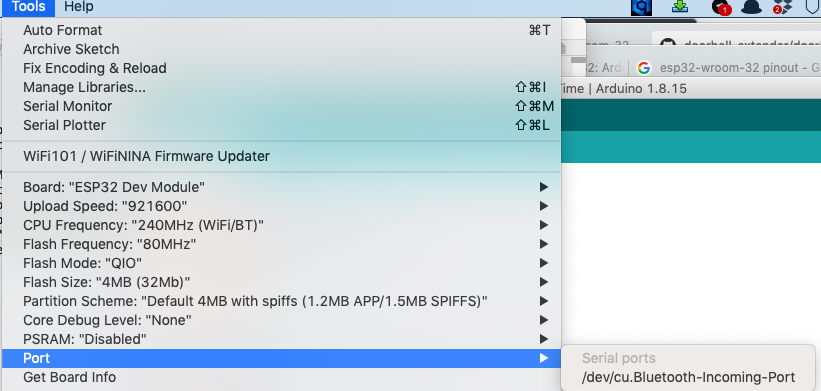 Tools Help
Auto Format ⌘T
Archive Sketch
Fix Encoding & Reload
Manage Libraries... ⇧⌘I
Serial Monitor ⇧⌘M
Serial Plotter ⇧⌘L
WiFi101 / WiFiNINA Firmware Updater
Board: "ESP32 Dev Module"
Upload Speed: "921600"
CPU Frequency: "240MHz (WiFi/BT)"
Flash Frequency: "80MHz"
Flash Mode: "QIO"
Flash Size: "4MB (32Mb)"
Partition Scheme: "Default 4MB with spiffs (1.2MB APP/1.5MB SPIFFS)"
Core Debug Level: "None"
PSRAM: "Disabled"
Port
Get Board Info
Serial ports
/dev/cu.Bluetooth-Incoming-Port
1
2
esp32-wroom-32 pinout - G
Time | Arduino 1.8.15